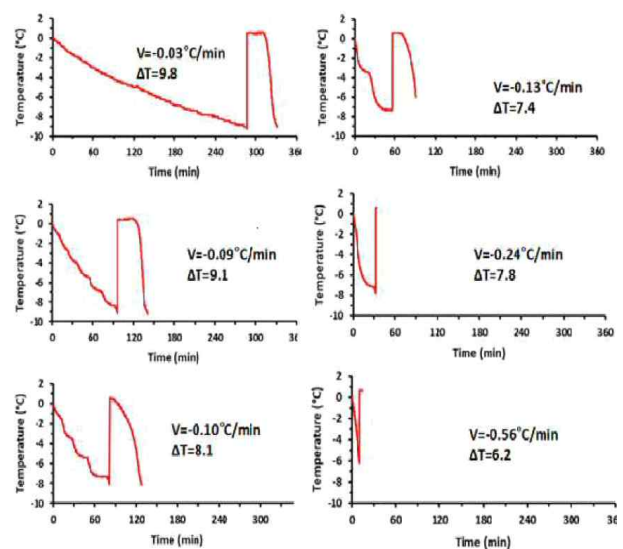 Temperature (°C)
2
0
-2
-4
-6
-8
-10
V=-0.03°C/min
ΔT=9.8
0 60 120 180 240 300 36
Time (min)
Temperature (°C)
2
0
-2
-4
-6
-8
-10
V=-0.13°C/min
ΔT=7.4
0 60 120 180 240 300 360
Time (min)
Temperature (°C)
2
0
-2
-4
-6
-8
-10
V=-0.09°C/min
ΔT=9.1
0 60 120 180 240 300 36
Time (min)
Temperature (°C)
2
0
-2
-4
-6
-8
-10
V=-0.24°C/min
ΔT=7.8
0 60 120 180 240 300 360
Time (min)
Temperature (°C)
2
0
-2
-4
-6
-8
-10
V=-0.10°C/min
ΔT=8.1
0 60 120 180 240 300
Time (min)
Temperature (°C)
2
0
-2
-4
-6
-8
-10
V=-0.56°C/min
ΔT=6.2
0 60 120 180 240 300 36
Time (min)